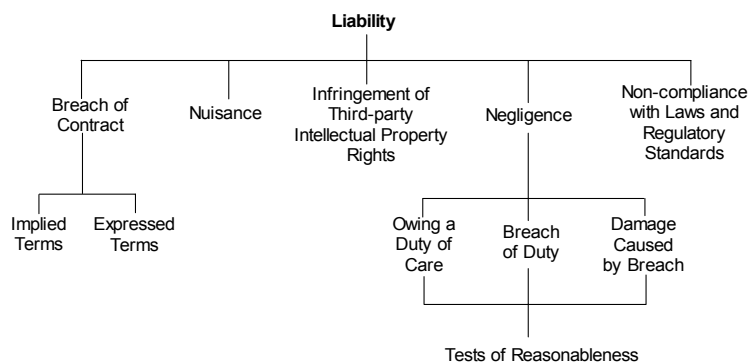 Liability
Breach of
Contract
Nuisance
Infringement of
Third-party
Intellectual Property
Rights
Negligence
Non-compliance
with Laws and
Regulatory
Standards
Implied
Terms
Expressed
Terms
Owing a
Duty of
Care
Breach
of Duty
Damage
Caused
by Breach
Tests of Reasonableness